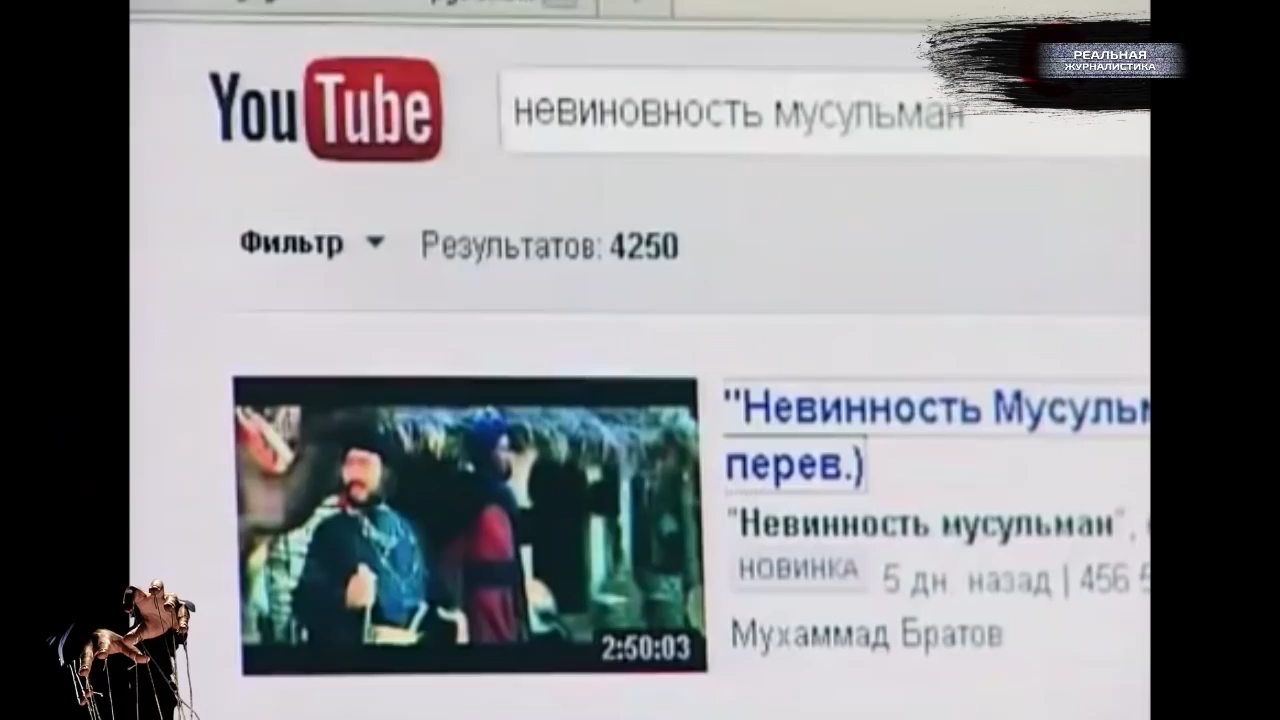 РЕАЛЬНАЯ
ЖУРНАЛИСТИКА
YouTube
невиновность мусульман
Фильтр
Результатов: 4250
"Невинность
перев.)
"Невинность мусульман",
НОВИНКА
5 дн. назад | 456
Мухаммад Братов
2:50:03